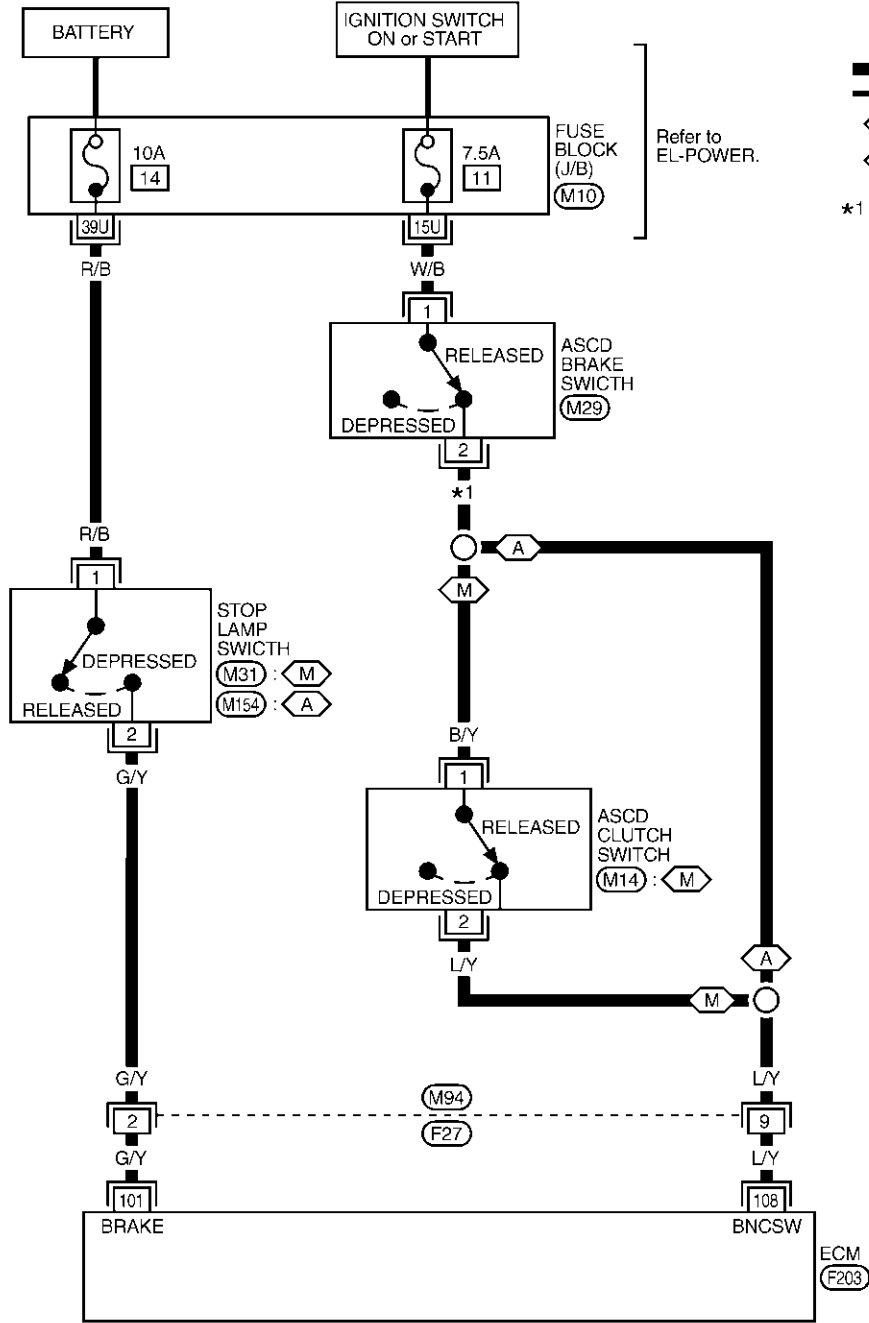 BATTERY
IGNITION SWITCH
ON or START
10A
14
7.5A
11
FUSE
BLOCK
(J/B)
M10
Refer to
EL-POWER.
*1
39U
15U
R/B
W/B
1
RELEASED
DEPRESSED
ASCD
BRAKE
SWICTH
M29
2
*1
R/B
A
M
1
DEPRESSED
RELEASED
STOP
LAMP
SWICTH
M31 : M
M154 : A
2
G/Y
B/Y
1
RELEASED
DEPRESSED
ASCD
CLUTCH
SWITCH
M14 : M
2
L/Y
A
M
G/Y
L/Y
M94
2
9
F27
G/Y
L/Y
101
108
BRAKE
BNCSW
ECM
F203